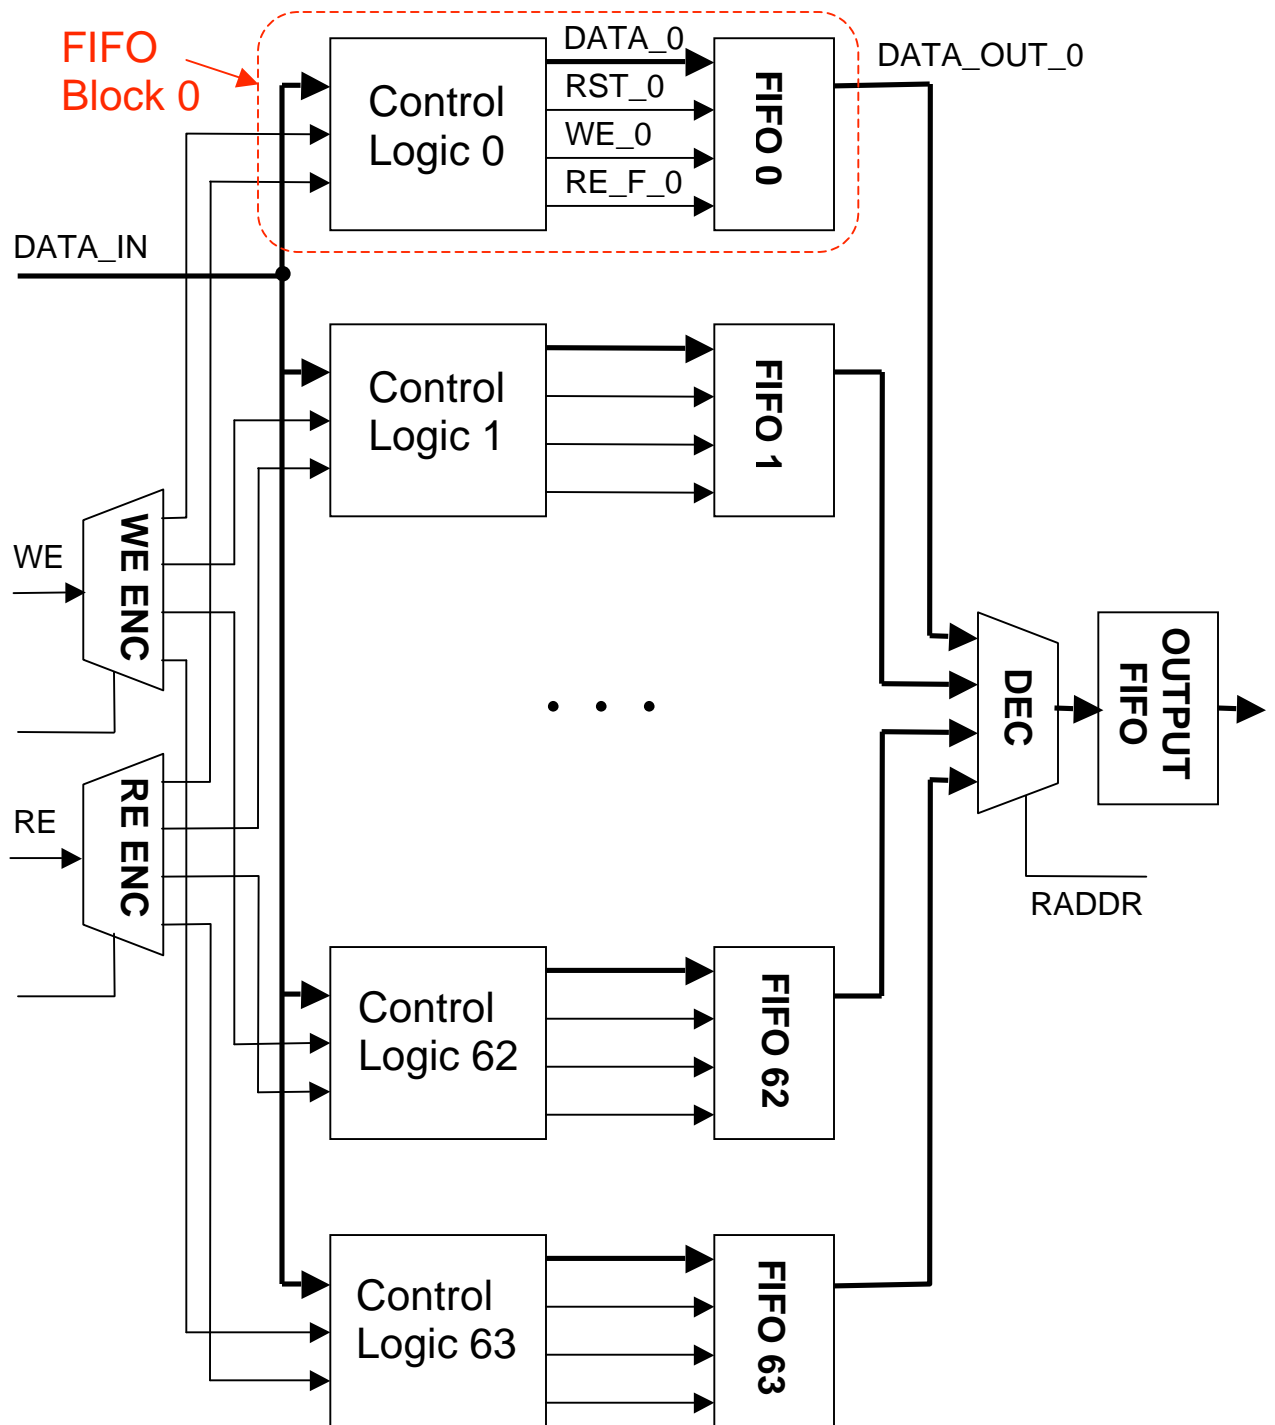 FIFO
Block 0
DATA_0
RST_0
WE_0
RE_F_0
Control
Logic 0
FIFO 0
DATA_OUT_0
DATA_IN
Control
Logic 1
FIFO 1
WE
WE ENC
RE
RE ENC
. . .
DEC
OUTPUT
FIFO
RADDR
Control
Logic 62
FIFO 62
Control
Logic 63
FIFO 63